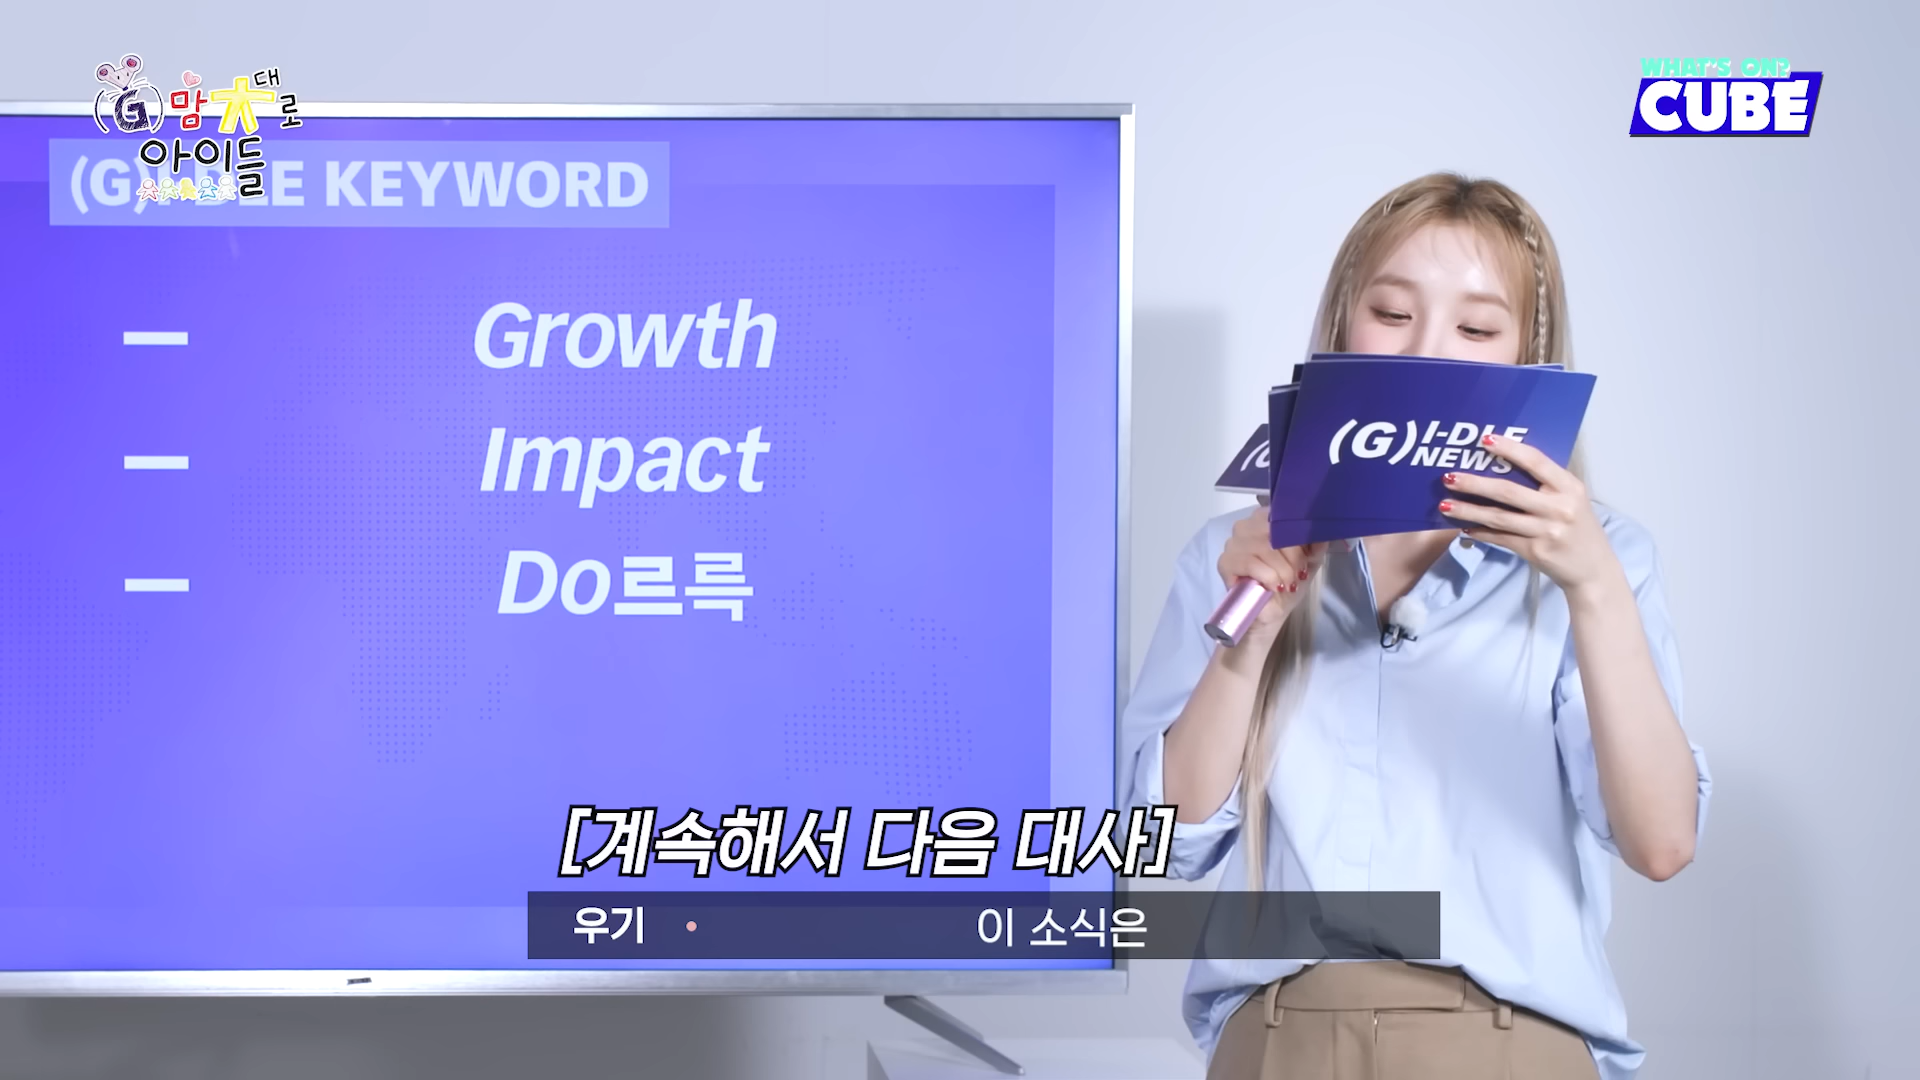 (G)맘大대로
아이들
WHAT'S ON?
CUBE
(G)I-DLE KEYWORD
Growth
Impact
Do르륵
(G)I-DLE
NEWS
[계속해서 다음 대사]
우기 • 이 소식은